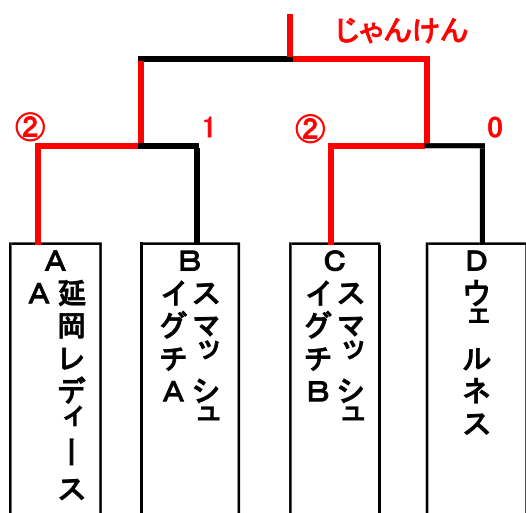 じゃんけん
② 1 ② 0
A
延岡レディース
A
B
スマッシュ
イグチA
C
スマッシュ
イグチB
D
ウェルネス